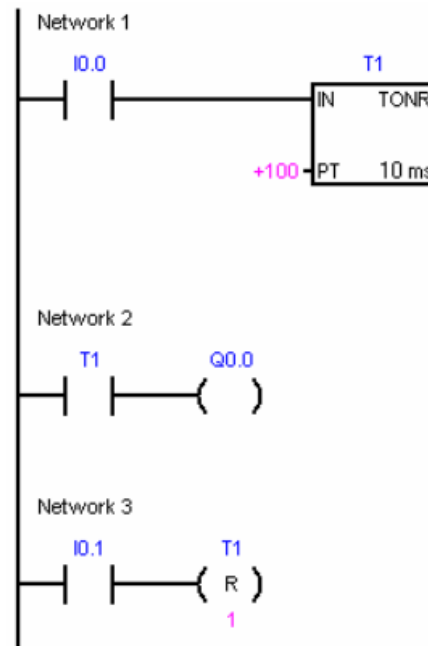 Network 1
I0.0 T1
IN TONR
+100 PT 10 ms
Network 2
T1 Q0.0
Network 3
I0.1 T1
R
1